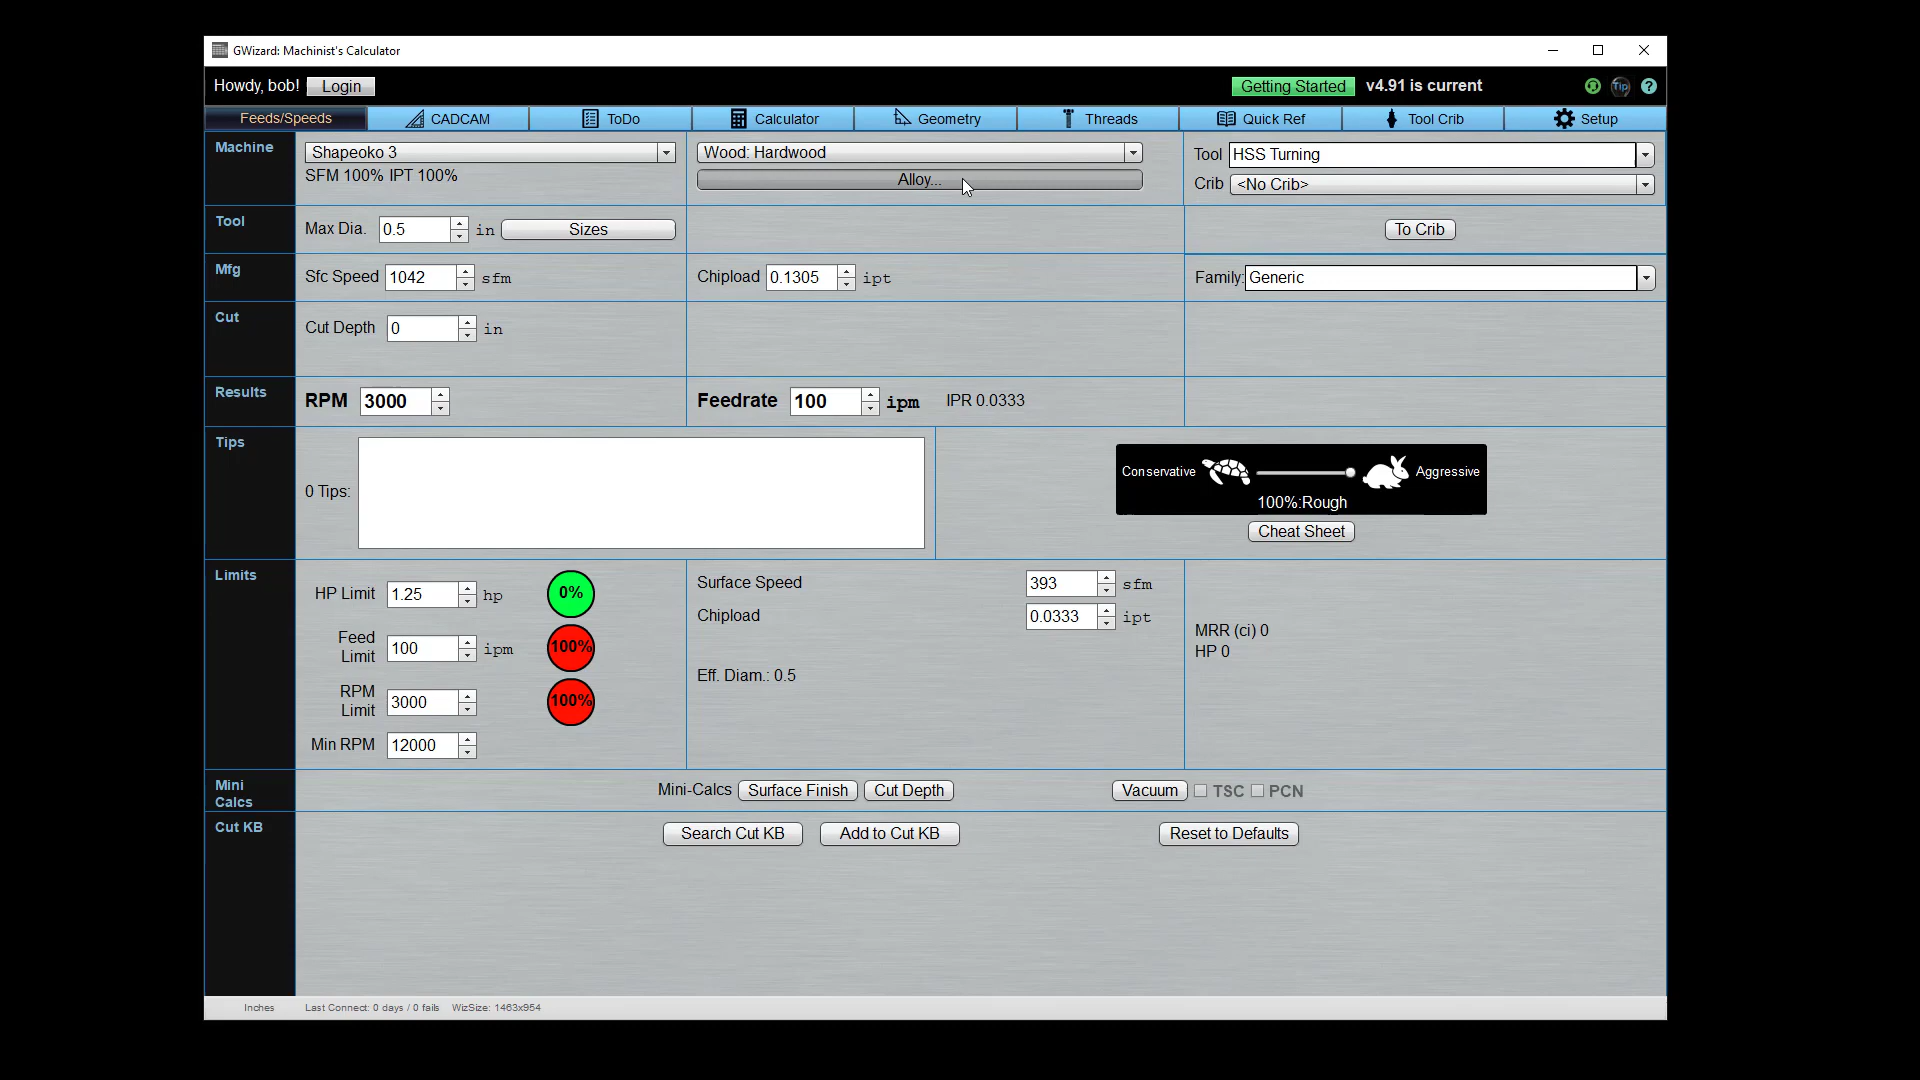 GWizard: Machinist's Calculator
Howdy, bob! Login Getting Started v4.91 is current Tip ?
Feeds/Speeds CADCAM ToDo Calculator Geometry Threads Quick Ref Tool Crib Setup
Machine Shapeoko 3 Wood: Hardwood Tool HSS Turning
SFM 100% IPT 100% Alloy... Crib <No Crib>
Tool Max Dia. 0.5 in Sizes To Crib
Mfg Sfc Speed 1042 sfm Chipload 0.1305 ipt Family: Generic
Cut Cut Depth 0 in
Results RPM 3000 Feedrate 100 ipm IPR 0.0333
Tips
0 Tips:
Conservative Aggressive
100%:Rough
Cheat Sheet
Limits
HP Limit 1.25 hp 0%
Feed Limit 100 ipm 100%
RPM Limit 3000 100%
Min RPM 12000
Surface Speed 393 sfm
Chipload 0.0333 ipt
Eff. Diam.: 0.5
MRR (ci) 0
HP 0
Mini Calcs Mini-Calcs Surface Finish Cut Depth Vacuum TSC PCN
Cut KB Search Cut KB Add to Cut KB Reset to Defaults
Inches Last Connect: 0 days / 0 fails WizSize: 1463x954